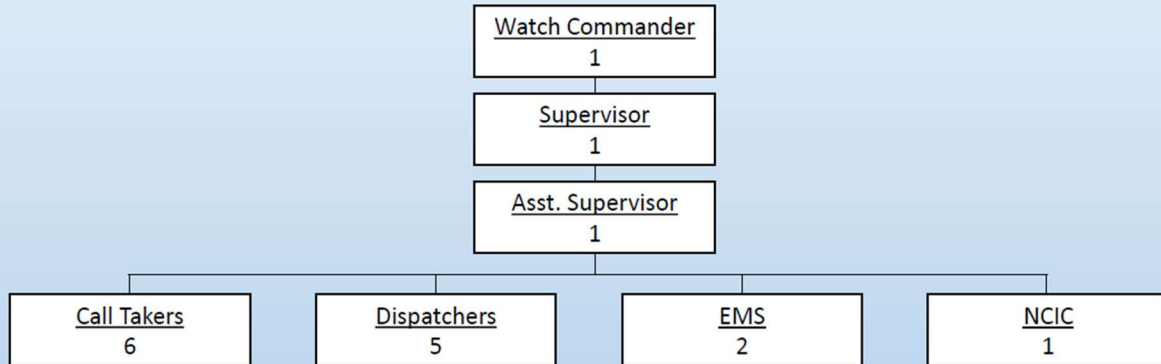 Watch Commander
1
Supervisor
1
Asst. Supervisor
1
Call Takers
6
Dispatchers
5
EMS
2
NCIC
1